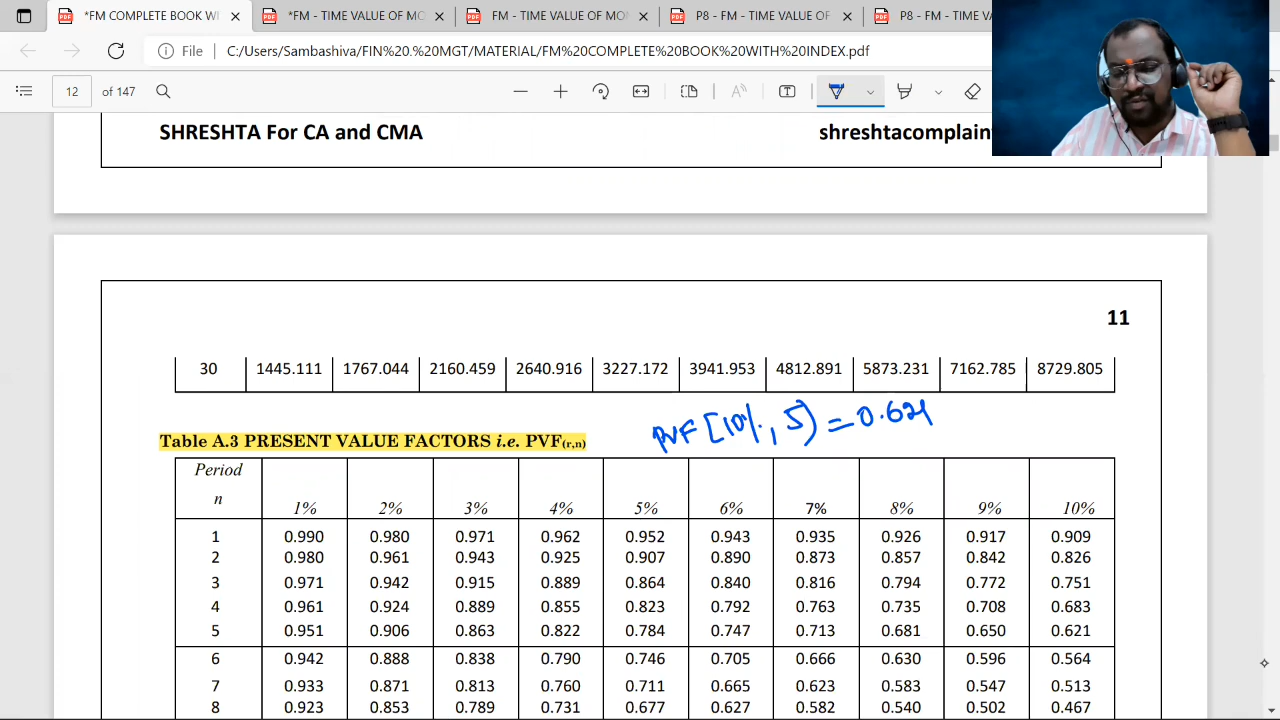 *FM COMPLETE BOOK WI
*FM - TIME VALUE OF MO
FM - TIME VALUE OF MO
P8 - FM - TIME VALUE OF
P8 - FM - TIME VA
File C:/Users/Sambashiva/FIN%20.%20MGT/MATERIAL/FM%20COMPLETE%20BOOK%20WITH%20INDEX.pdf
12 of 147
SHRESHTA For CA and CMA shreshtacomplain
11
30 1445.111 1767.044 2160.459 2640.916 3227.172 3941.953 4812.891 5873.231 7162.785 8729.805
PVF [10%, 5) = 0.621
Table A.3 PRESENT VALUE FACTORS i.e. PVF(r,n)
Period
n 1% 2% 3% 4% 5% 6% 7% 8% 9% 10%
1 0.990 0.980 0.971 0.962 0.952 0.943 0.935 0.926 0.917 0.909
2 0.980 0.961 0.943 0.925 0.907 0.890 0.873 0.857 0.842 0.826
3 0.971 0.942 0.915 0.889 0.864 0.840 0.816 0.794 0.772 0.751
4 0.961 0.924 0.889 0.855 0.823 0.792 0.763 0.735 0.708 0.683
5 0.951 0.906 0.863 0.822 0.784 0.747 0.713 0.681 0.650 0.621
6 0.942 0.888 0.838 0.790 0.746 0.705 0.666 0.630 0.596 0.564
7 0.933 0.871 0.813 0.760 0.711 0.665 0.623 0.583 0.547 0.513
8 0.923 0.853 0.789 0.731 0.677 0.627 0.582 0.540 0.502 0.467